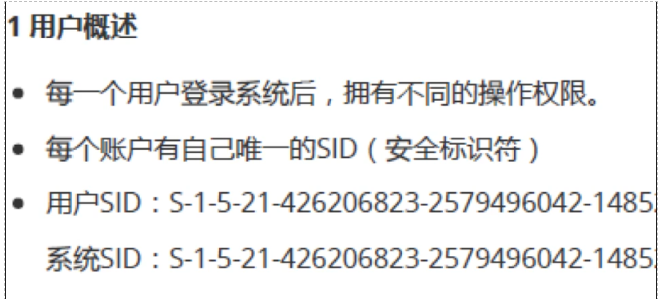 1 用户概述
每一个用户登录系统后，拥有不同的操作权限。
每个账户有自己唯一的SID（安全标识符）
用户SID：S-1-5-21-426206823-2579496042-1485
系统SID：S-1-5-21-426206823-2579496042-1485